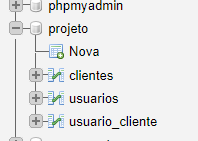 phpmyadmin
projeto
Nova
clientes
usuarios
usuario_cliente